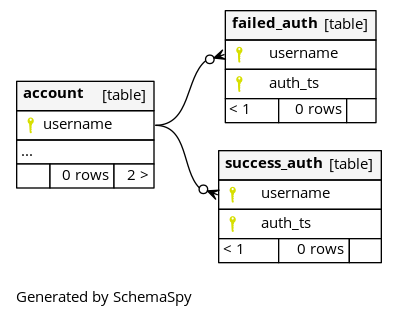 failed_auth [table]
username
auth_ts
< 1 0 rows
account [table]
username
...
0 rows 2 >
success_auth [table]
username
auth_ts
< 1 0 rows
Generated by SchemaSpy